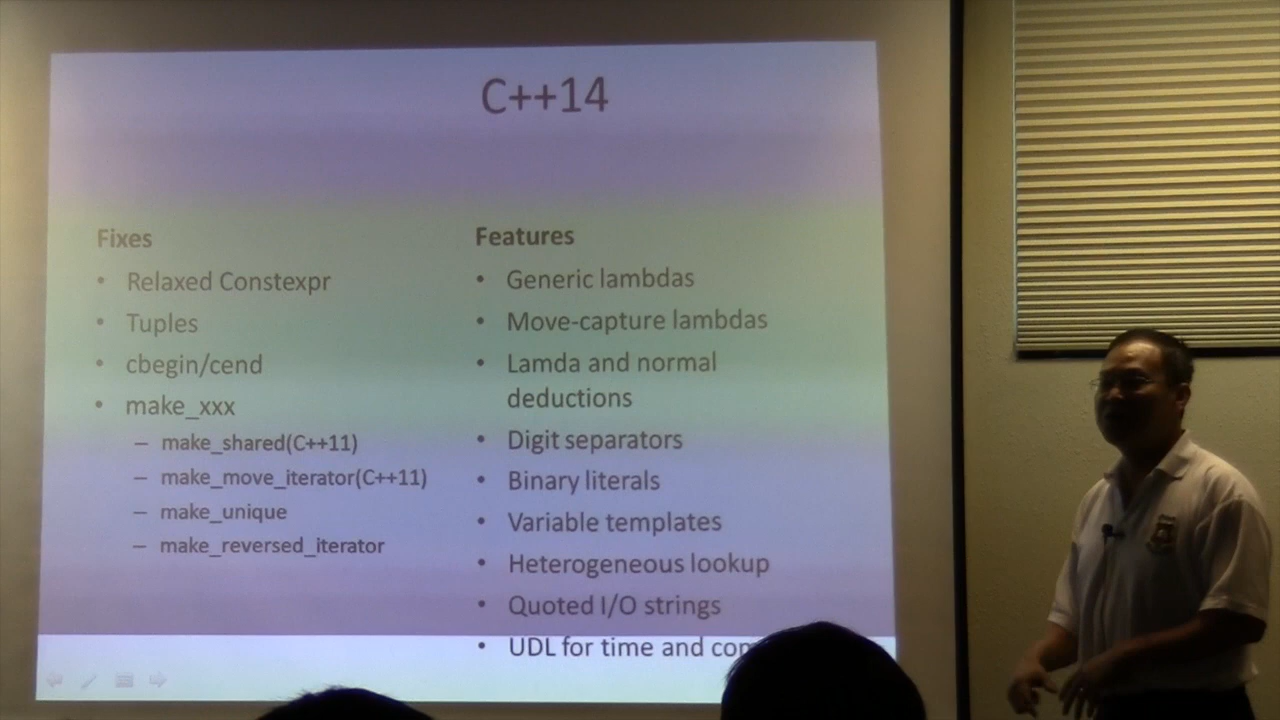 C++14
Fixes
• Relaxed Constexpr
• Tuples
• cbegin/cend
• make_xxx
– make_shared(C++11)
– make_move_iterator(C++11)
– make_unique
– make_reversed_iterator
Features
• Generic lambdas
• Move-capture lambdas
• Lamda and normal
deductions
• Digit separators
• Binary literals
• Variable templates
• Heterogeneous lookup
• Quoted I/O strings
• UDL for time and